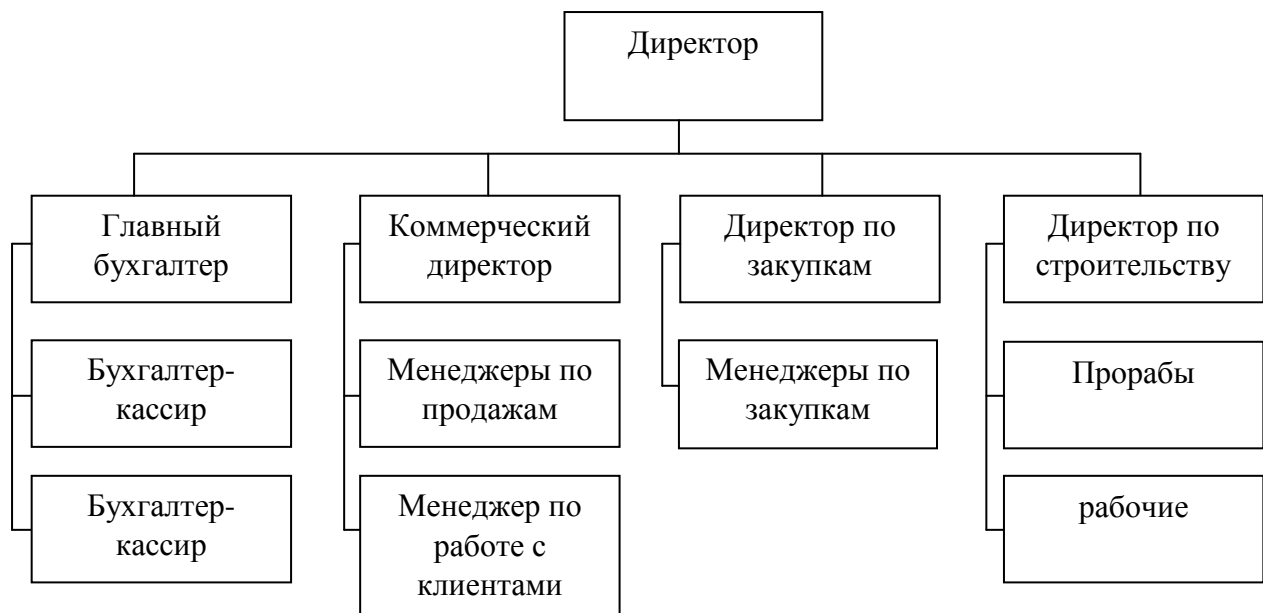 Директор
Главный
бухгалтер
Коммерческий
директор
Директор по
закупкам
Директор по
строительству
Бухгалтер-
кассир
Менеджеры по
продажам
Менеджеры по
закупкам
Прорабы
Бухгалтер-
кассир
Менеджер по
работе с
клиентами
рабочие